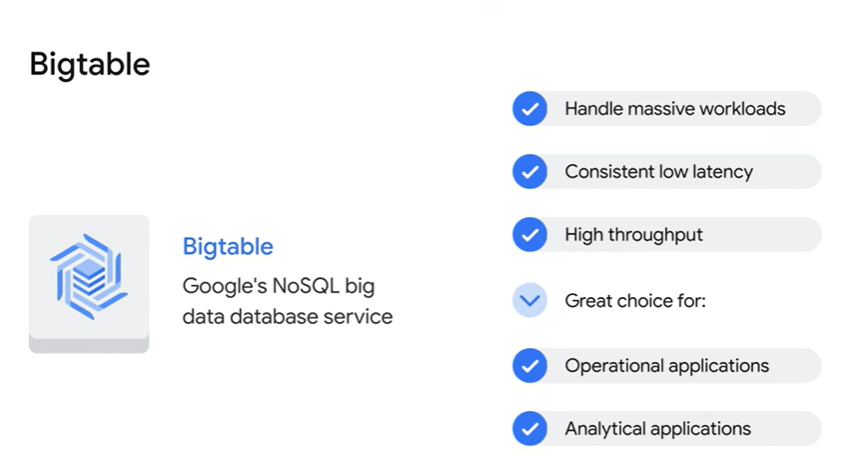 Bigtable
Bigtable
Google's NoSQL big
data database service
Handle massive workloads
Consistent low latency
High throughput
Great choice for:
Operational applications
Analytical applications